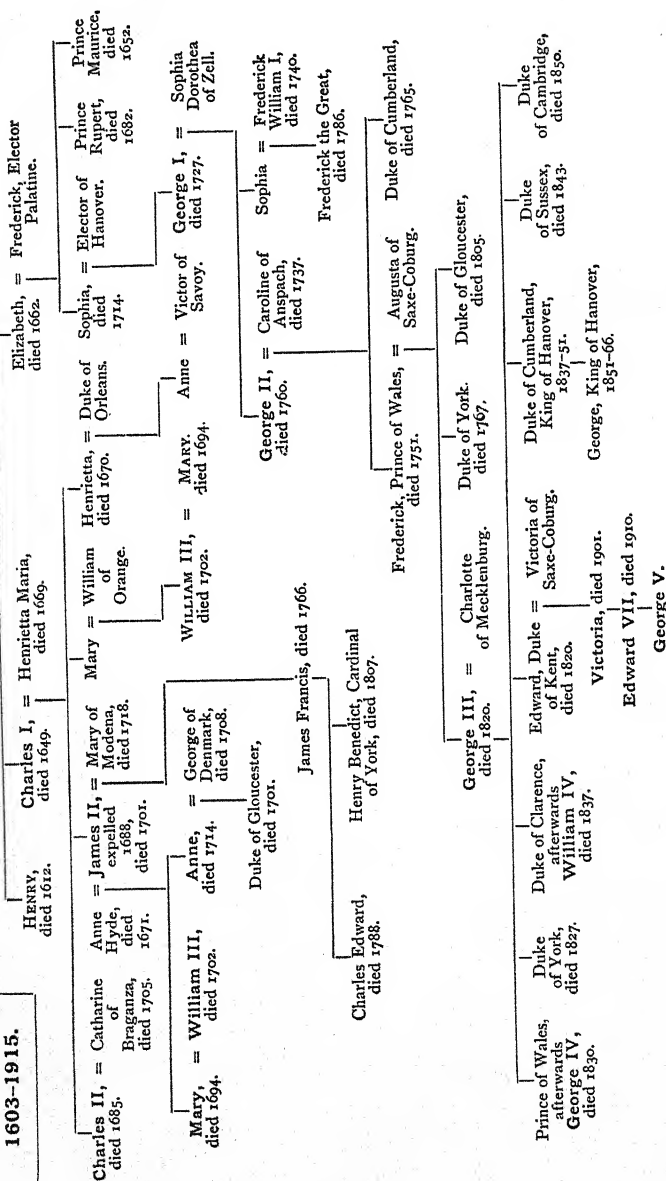 1603–1915.
Elizabeth, = Frederick, Elector
died 1662. Palatine.
HENRY,
died 1612.
Charles I, = Henrietta Maria,
died 1649. died 1669.
Sophia, = Elector of
died Hanover.
1714.
Prince
Rupert,
died
1682.
Prince
Maurice,
died
1652.
Charles II, = Catharine
died 1685. of
Braganza,
died 1705.
Anne = James II, = Mary of
Hyde, expelled Modena,
died 1688, died 1718.
1671. died 1701.
Mary = William
of
Orange.
Henrietta, = Duke of
died 1670. Orleans.
George I, = Sophia
died 1727. Dorothea
of Zell.
Mary, = William III,
died 1694. died 1702.
Anne, = George of
died 1714. Denmark,
died 1708.
Duke of Gloucester,
died 1701.
WILLIAM III, = MARY.
died 1702. died 1694.
Anne = Victor of
Savoy.
George II, = Caroline of
died 1760. Anspach,
died 1737.
Sophia = Frederick
William I,
died 1740.
Frederick the Great,
died 1786.
James Francis, died 1766.
Charles Edward,
died 1788.
Henry Benedict, Cardinal
of York, died 1807.
Frederick, Prince of Wales, = Augusta of
died 1751. Saxe-Coburg.
Duke of Cumberland,
died 1765.
George III, = Charlotte
died 1820. of Mecklenburg.
Duke of York.
died 1767.
Duke of Gloucester,
died 1805.
Prince of Wales,
afterwards
George IV,
died 1830.
Duke
of York,
died 1827.
Duke of Clarence,
afterwards
William IV,
died 1837.
Edward, Duke = Victoria of
of Kent, Saxe-Coburg.
died 1820.
Duke of Cumberland,
King of Hanover,
1837–51.
Duke
of Sussex,
died 1843.
Duke
of Cambridge,
died 1850.
Victoria, died 1901.
George, King of Hanover,
1851–66.
Edward VII, died 1910.
George V.